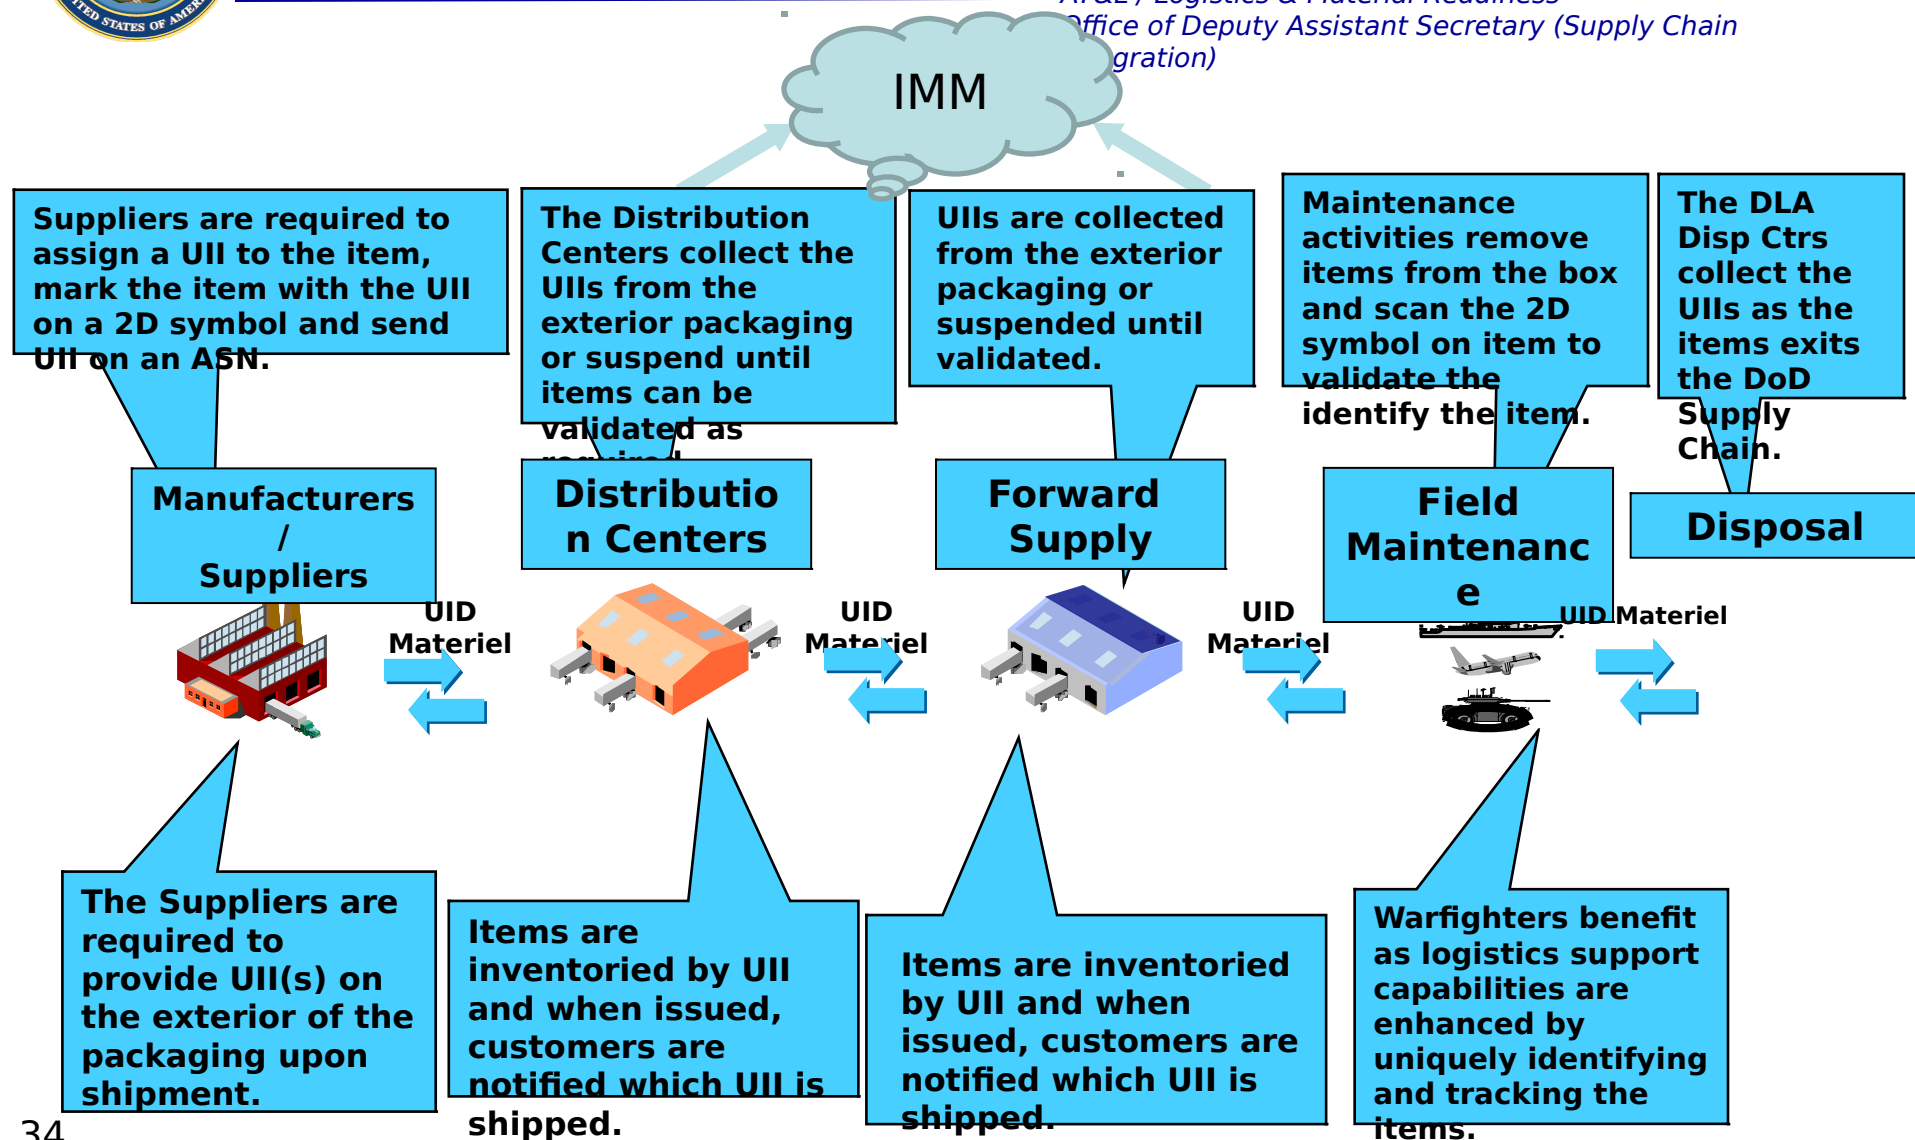 UNITED STATES OF AMERICA
AT&L / Logistics & Material Readiness
Office of Deputy Assistant Secretary (Supply Chain
gration)
IMM
Suppliers are required to
assign a UII to the item,
mark the item with the UII
on a 2D symbol and send
UII on an ASN.
The Distribution
Centers collect the
UIIs from the
exterior packaging
or suspend until
items can be
validated as
required
UIIs are collected
from the exterior
packaging or
suspended until
validated.
Maintenance
activities remove
items from the box
and scan the 2D
symbol on item to
validate the
identify the item.
The DLA
Disp Ctrs
collect the
UIIs as the
items exits
the DoD
Supply
Chain.
Manufacturers
/
Suppliers
Distributio
n Centers
Forward
Supply
Field
Maintenanc
e
Disposal
UID
Materiel
UID
Materiel
UID
Materiel
UID Materiel
The Suppliers are
required to
provide UII(s) on
the exterior of the
packaging upon
shipment.
Items are
inventoried by UII
and when issued,
customers are
notified which UII is
shipped.
Items are inventoried
by UII and when
issued, customers are
notified which UII is
shipped.
Warfighters benefit
as logistics support
capabilities are
enhanced by
uniquely identifying
and tracking the
items.
34